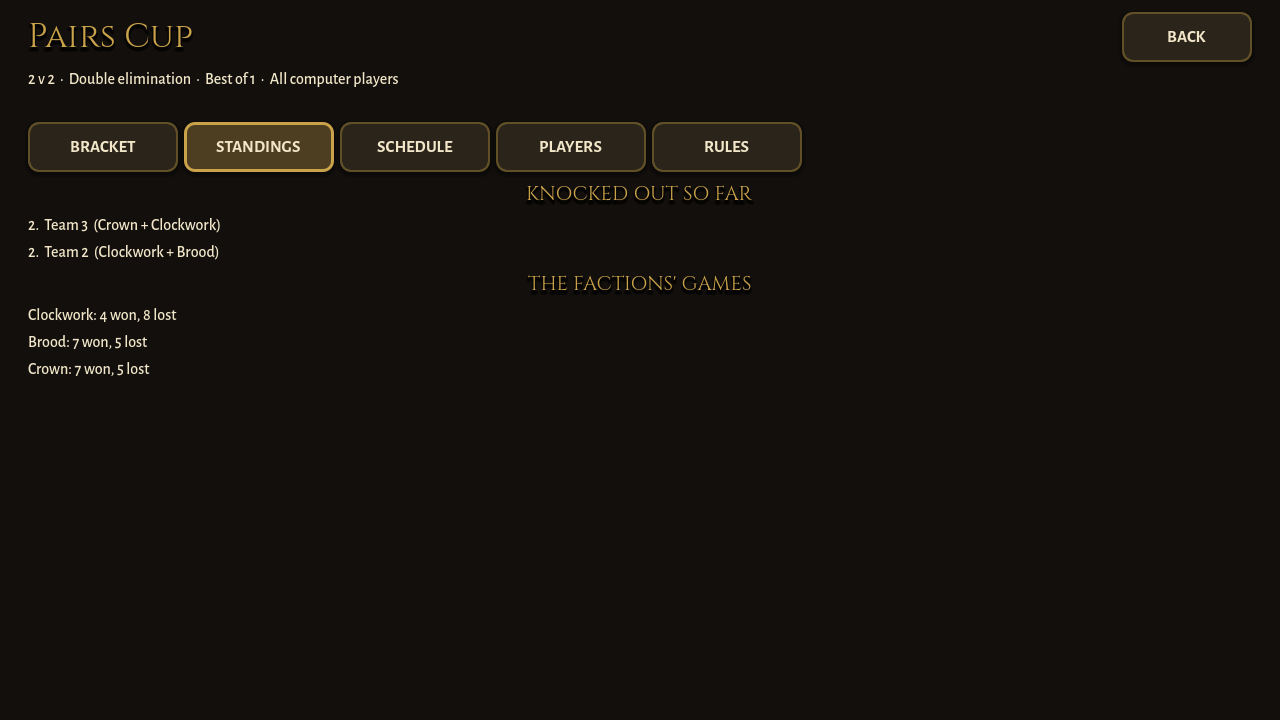 Pairs Cup
BACK
2 v 2 · Double elimination · Best of 1 · All computer players
BRACKET
STANDINGS
SCHEDULE
PLAYERS
RULES
KNOCKED OUT SO FAR
2. Team 3 (Crown + Clockwork)
2. Team 2 (Clockwork + Brood)
THE FACTIONS' GAMES
Clockwork: 4 won, 8 lost
Brood: 7 won, 5 lost
Crown: 7 won, 5 lost